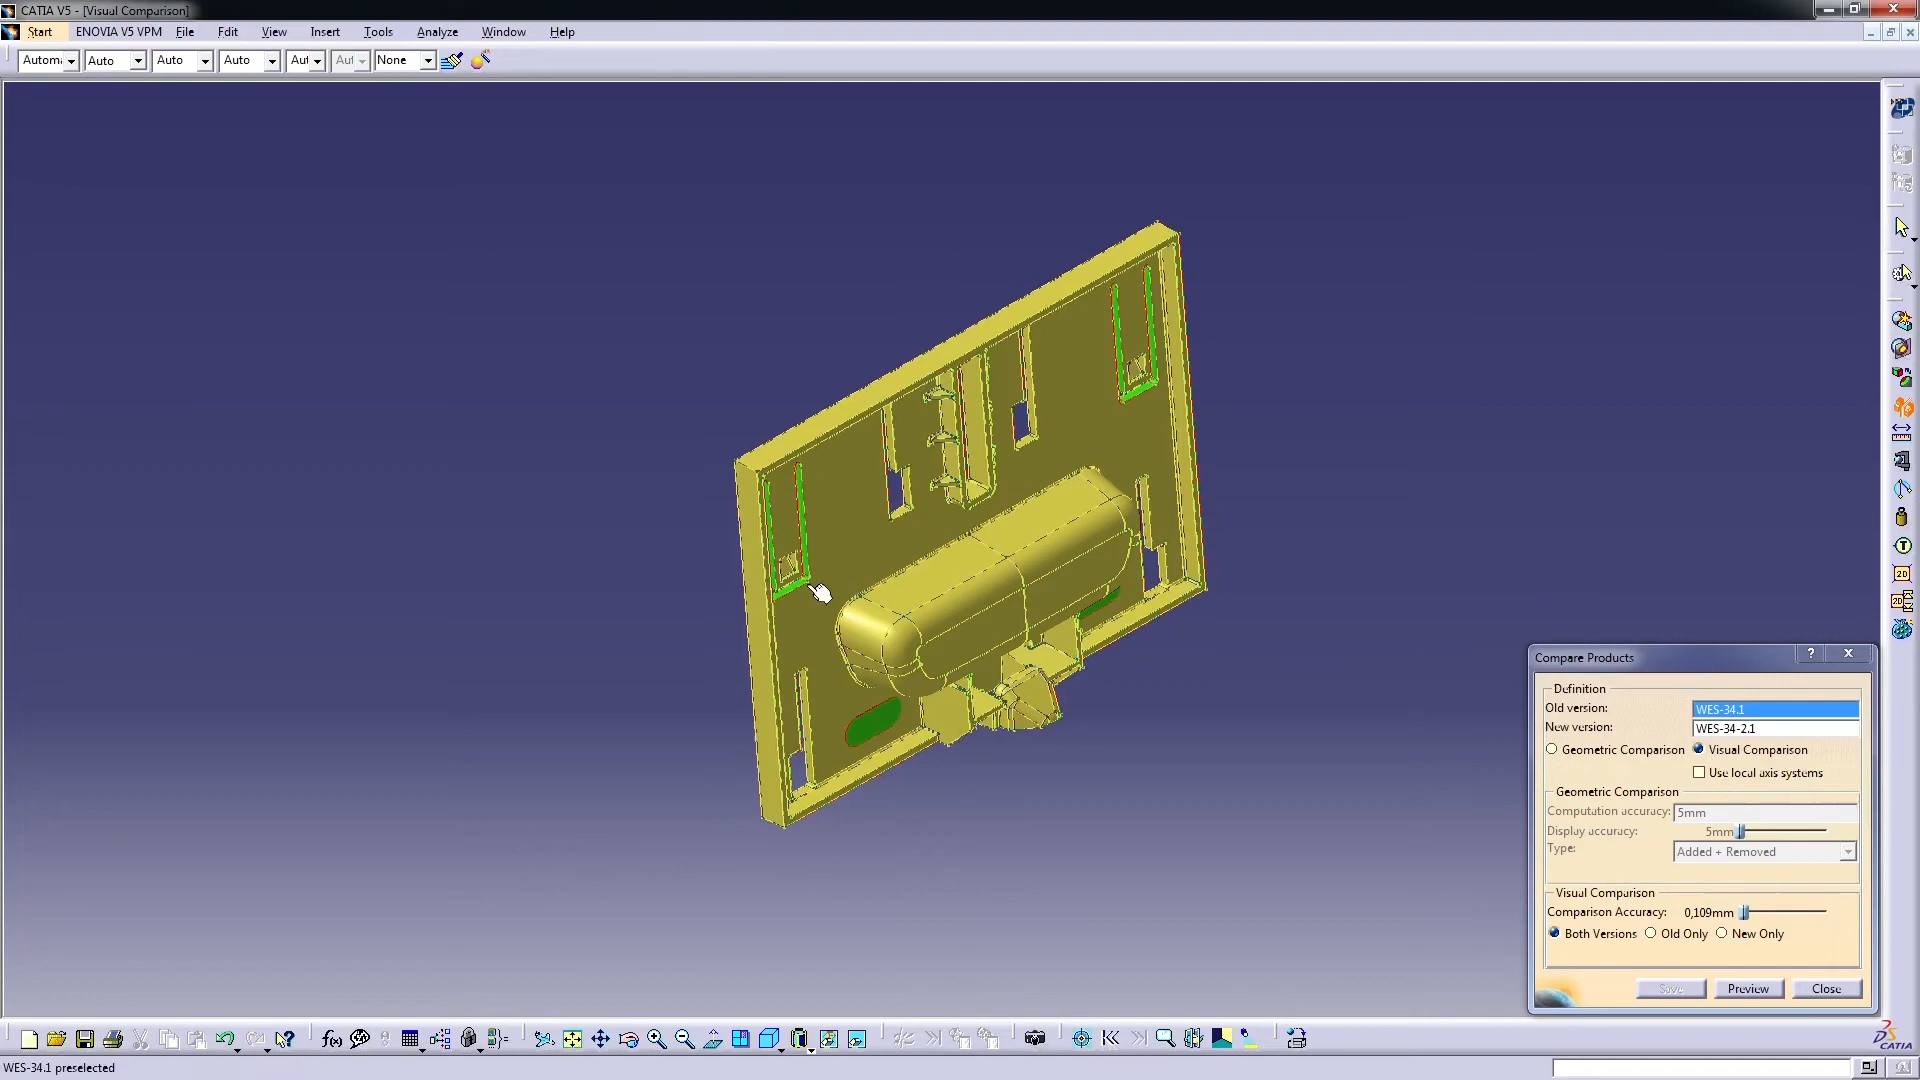 CATIA V5 - [Visual Comparison]
Start ENOVIA V5 VPM File Edit View Insert Tools Analyze Window Help
Autom Auto Auto Auto Aut Aut None
Compare Products
Definition
Old version: WES-34.1
New version: WES-34-2.1
Geometric Comparison Visual Comparison
Use local axis systems
Geometric Comparison
Computation accuracy: 5mm
Display accuracy: 5mm
Type: Added + Removed
Visual Comparison
Comparison Accuracy: 0,109mm
Both Versions Old Only New Only
Save Preview Close
f(x)
CATIA
WES-34.1 preselected